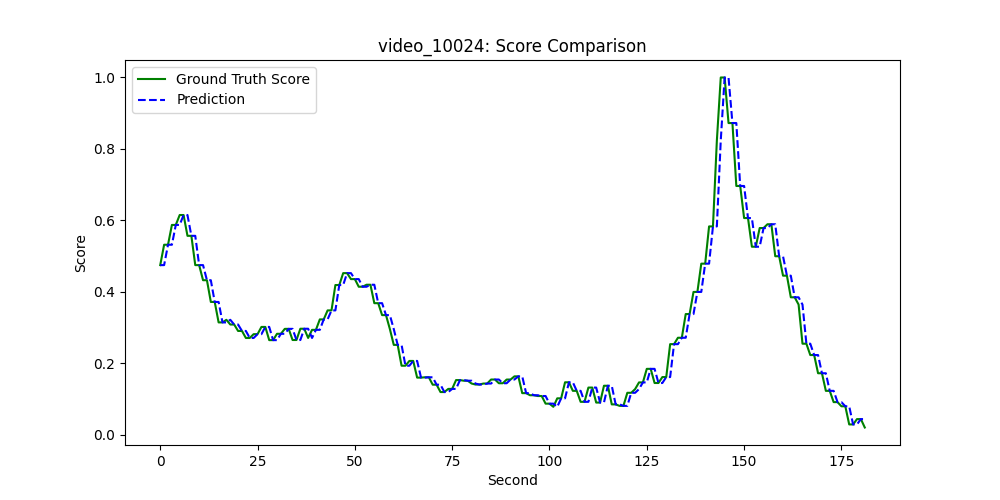 video_10024: Score Comparison
Ground Truth Score
Prediction
1.0
0.8
0.6
0.4
0.2
0.0
Score
0 25 50 75 100 125 150 175
Second